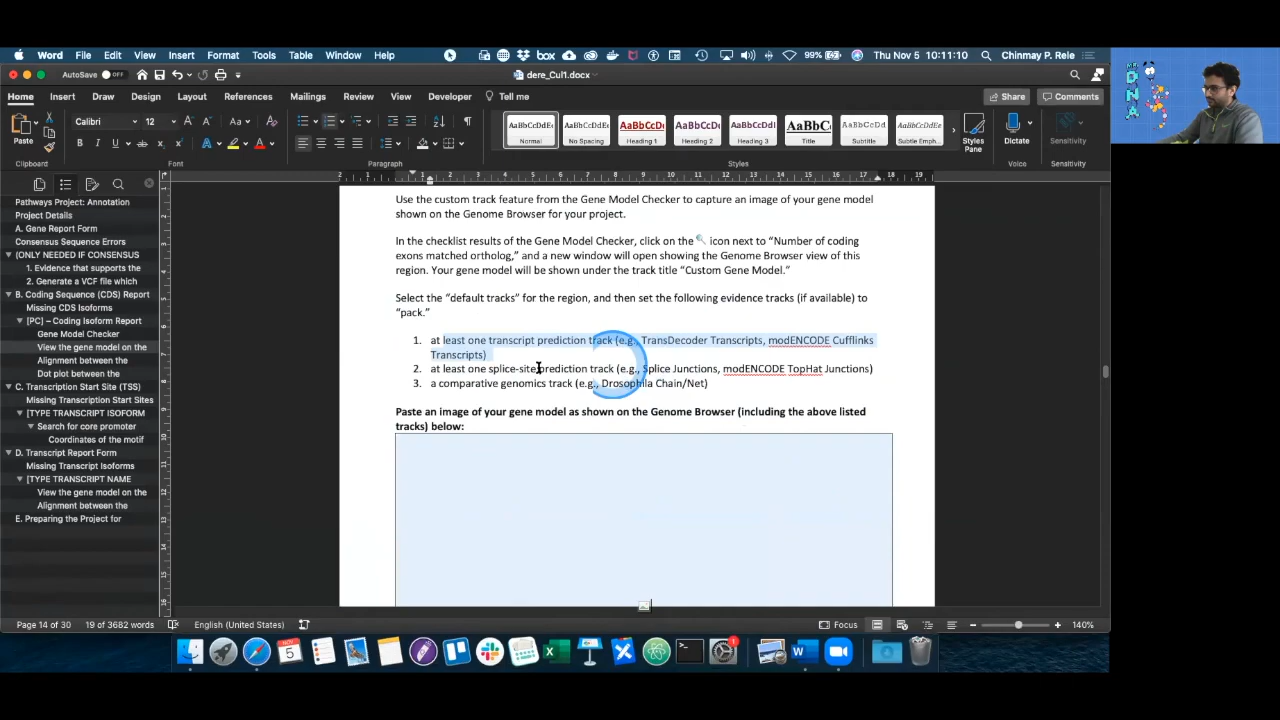 Word File Edit View Insert Format Tools Table Window Help box 99% Thu Nov 5 10:11:10 Chinmay P. Rele
AutoSave OFF dere_Cul1.docx
Home Insert Draw Design Layout References Mailings Review View Developer Tell me Share Comments
Calibri 12
Normal No Spacing Heading 1 Heading 2 Heading 3 Title Subtitle Subtle Emph...
Paste Styles Pane Dictate Sensitivity
Clipboard Font Paragraph Styles Voice Sensitivity
Pathways Project: Annotation
Project Details
A. Gene Report Form
Consensus Sequence Errors
(ONLY NEEDED IF CONSENSUS
1. Evidence that supports the
2. Generate a VCF file which
B. Coding Sequence (CDS) Report
Missing CDS Isoforms
[PC] – Coding Isoform Report
Gene Model Checker
View the gene model on the
Alignment between the
Dot plot between the
C. Transcription Start Site (TSS)
Missing Transcription Start Sites
[TYPE TRANSCRIPT ISOFORM
Search for core promoter
Coordinates of the motif
D. Transcript Report Form
Missing Transcript Isoforms
[TYPE TRANSCRIPT NAME
View the gene model on the
Alignment between the
E. Preparing the Project for
Use the custom track feature from the Gene Model Checker to capture an image of your gene model
shown on the Genome Browser for your project.
In the checklist results of the Gene Model Checker, click on the icon next to “Number of coding
exons matched ortholog,” and a new window will open showing the Genome Browser view of this
region. Your gene model will be shown under the track title “Custom Gene Model.”
Select the “default tracks” for the region, and then set the following evidence tracks (if available) to
“pack.”
1. at least one transcript prediction track (e.g., TransDecoder Transcripts, modENCODE Cufflinks
Transcripts)
2. at least one splice-site prediction track (e.g., Splice Junctions, modENCODE TopHat Junctions)
3. a comparative genomics track (e.g., Drosophila Chain/Net)
Paste an image of your gene model as shown on the Genome Browser (including the above listed
tracks) below:
Page 14 of 30 19 of 3682 words English (United States) Focus 140%
DNA